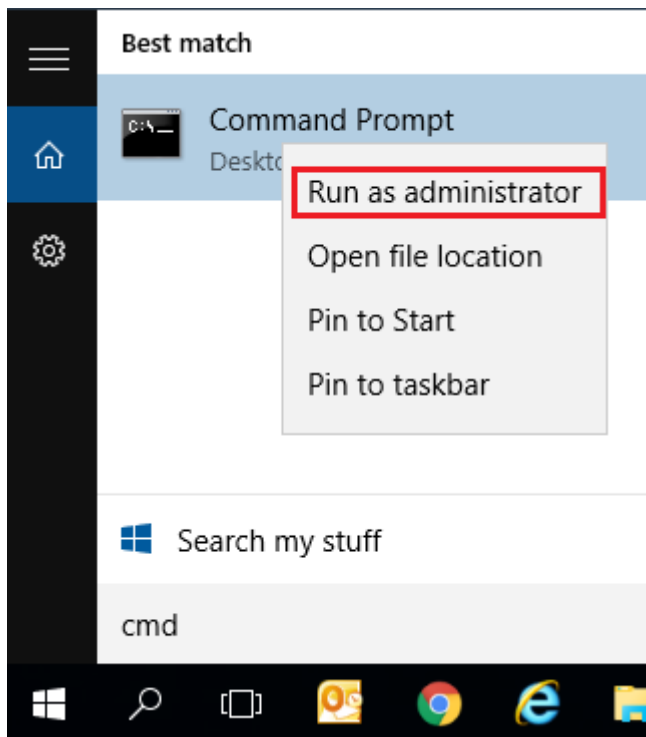 Best match
Command Prompt
Deskto
Run as administrator
Open file location
Pin to Start
Pin to taskbar
Search my stuff
cmd